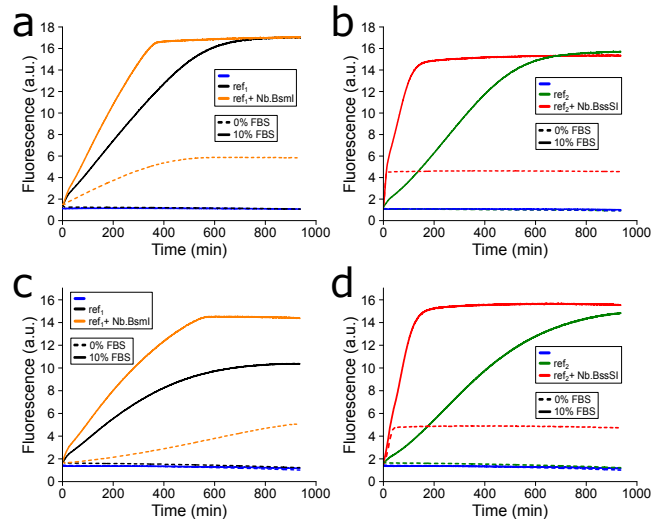 a
18
16
14
12
10
8
6
4
2
0
Fluorescence (a.u.)
ref₁
ref₁+ Nb.BsmI
0% FBS
10% FBS
0 200 400 600 800 1000
Time (min)
b
18
16
14
12
10
8
6
4
2
0
Fluorescence (a.u.)
ref₂
ref₂+ Nb.BssSI
0% FBS
10% FBS
0 200 400 600 800 1000
Time (min)
c
16
14
12
10
8
6
4
2
0
Fluorescence (a.u.)
ref₁
ref₁+ Nb.BsmI
0% FBS
10% FBS
0 200 400 600 800 1000
Time (min)
d
16
14
12
10
8
6
4
2
0
Fluorescence (a.u.)
ref₂
ref₂+ Nb.BssSI
0% FBS
10% FBS
0 200 400 600 800 1000
Time (min)